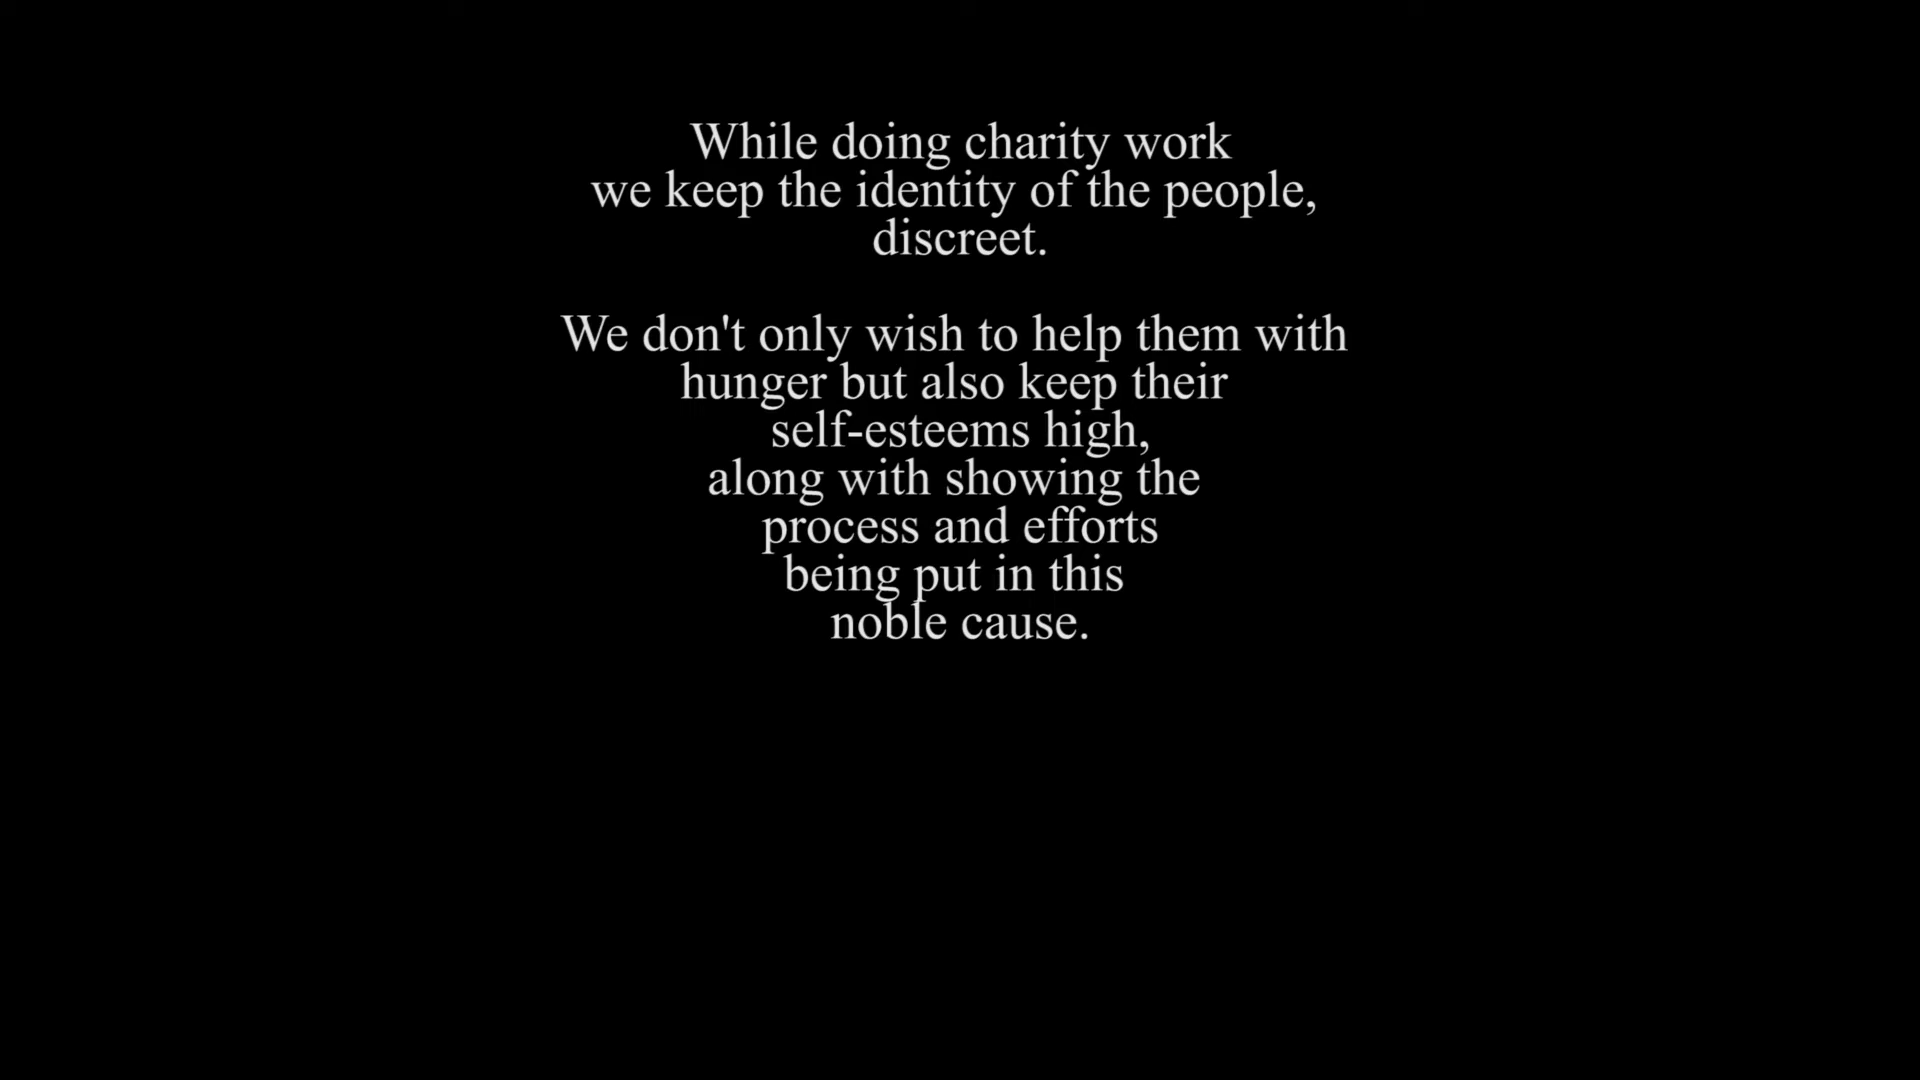 While doing charity work
we keep the identity of the people,
discreet.
We don't only wish to help them with
hunger but also keep their
self-esteems high,
along with showing the
process and efforts
being put in this
noble cause.